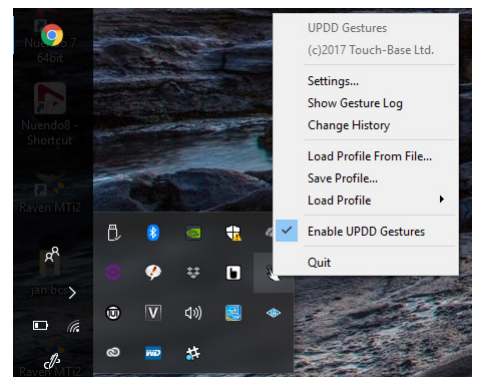 UPDD Gestures
(c)2017 Touch-Base Ltd.
Settings...
Show Gesture Log
Change History
Load Profile From File...
Save Profile...
Load Profile
Enable UPDD Gestures
Quit
Nuendo 7
64bit
Nuendo8 -
Shortcut
Raven MTi2
jan bcs
Raven MTi2
V
WD